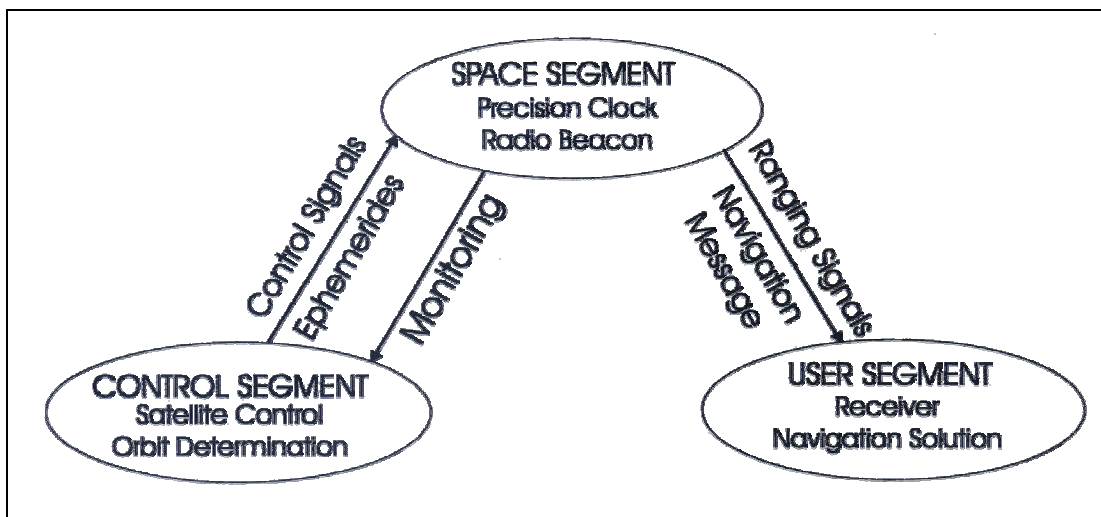 SPACE SEGMENT
Precision Clock
Radio Beacon
Control Signals
Ephemerides
Monitoring
Ranging Signals
Navigation
Message
CONTROL SEGMENT
Satellite Control
Orbit Determination
USER SEGMENT
Receiver
Navigation Solution